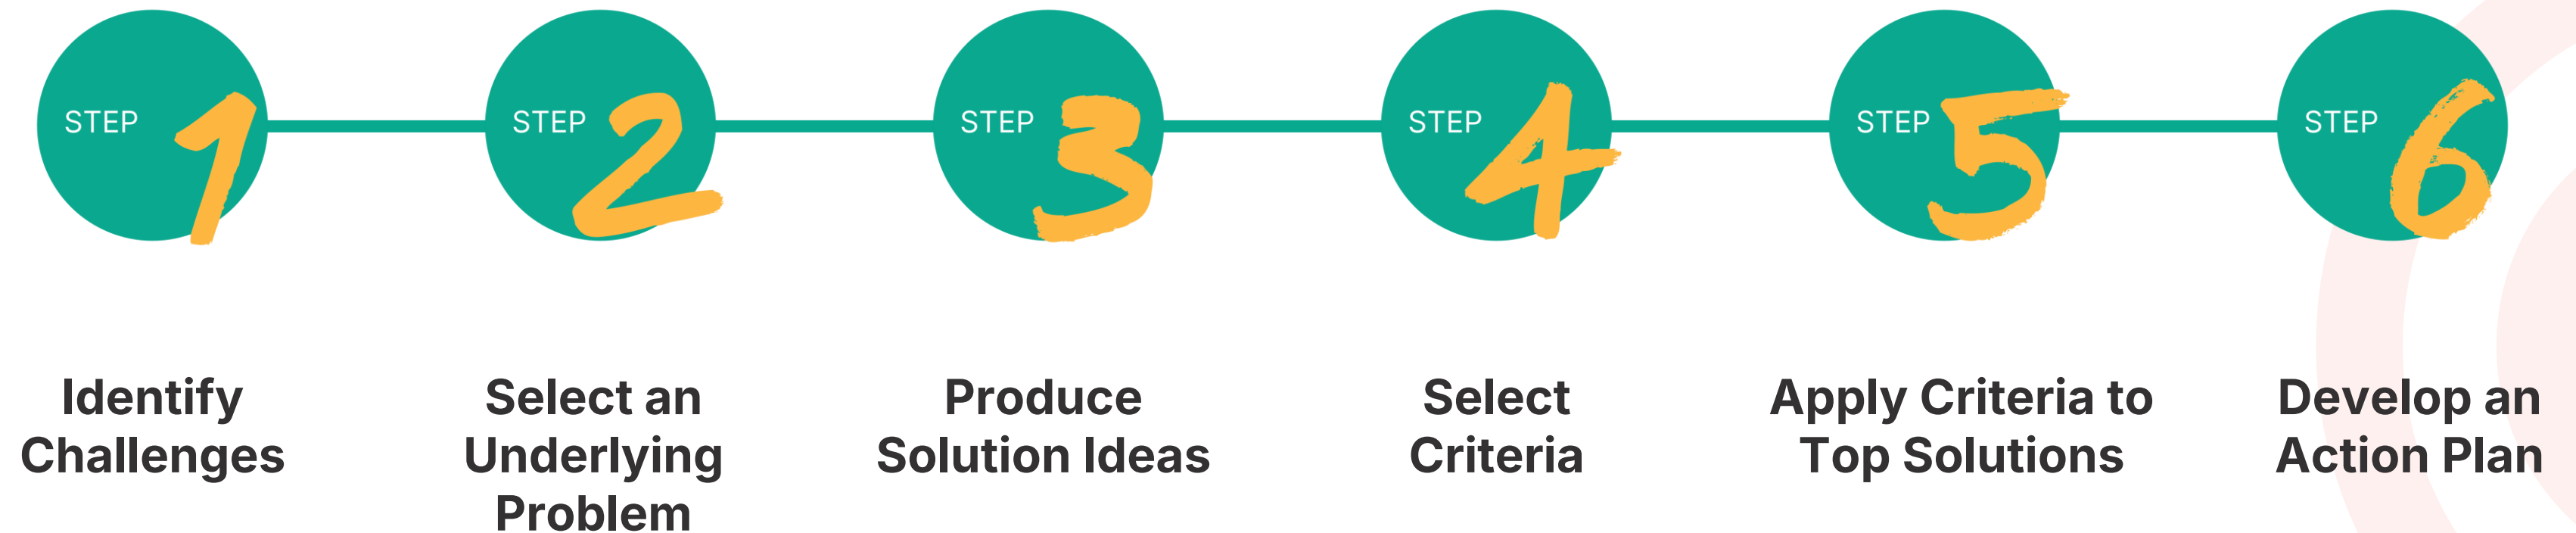 STEP 1
STEP 2
STEP 3
STEP 4
STEP 5
STEP 6
Identify
Challenges
Select an
Underlying
Problem
Produce
Solution Ideas
Select
Criteria
Apply Criteria to
Top Solutions
Develop an
Action Plan